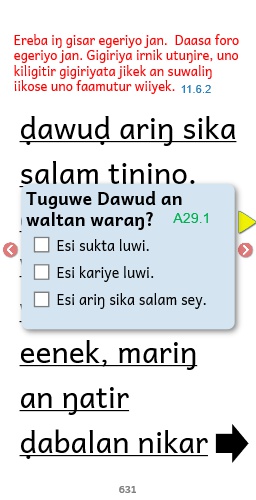 Ereba iŋ gisar egeriyo jan.  Daasa foro
egeriyo jan. Gigiriya irnik utuŋire, uno
kiligitir gigiriyata jikek an suwaliŋ
iikose uno faamutur wiiyek. 11.6.2
ḍawuḍ ariŋ sika
salam tinino.
Tuguwe Dawud an
waltan waraŋ? A29.1
Esi sukta luwi.
Esi kariye luwi.
Esi ariŋ sika salam sey.
eenek, mariŋ
an ŋatir
ḍabalan nikar
631